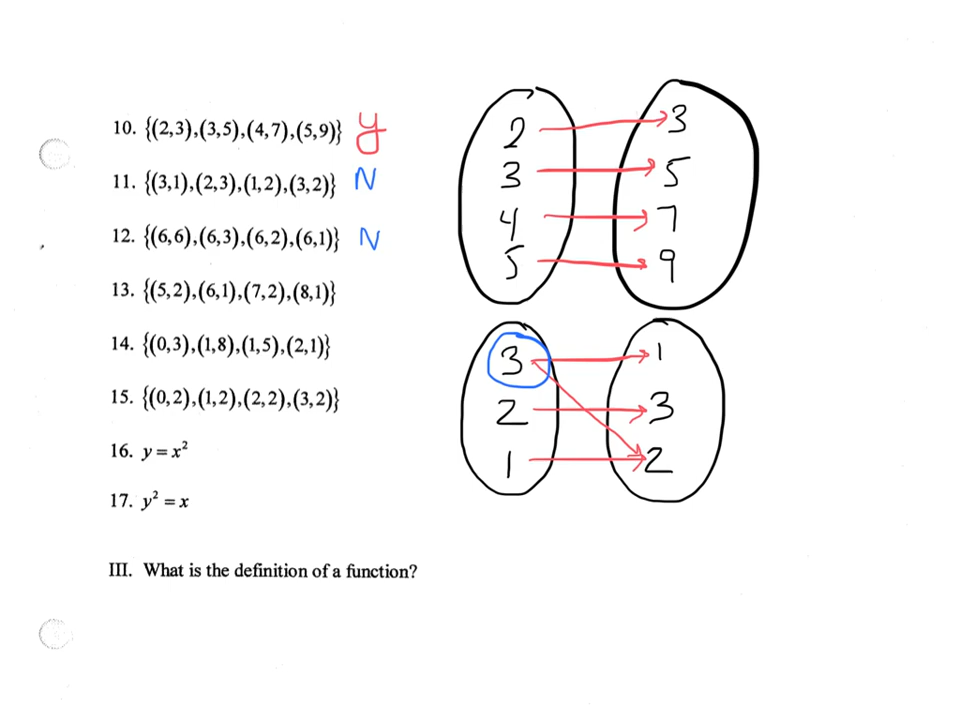 10. {(2,3),(3,5),(4,7),(5,9)} y
11. {(3,1),(2,3),(1,2),(3,2)} N
12. {(6,6),(6,3),(6,2),(6,1)} N
13. {(5,2),(6,1),(7,2),(8,1)}
14. {(0,3),(1,8),(1,5),(2,1)}
15. {(0,2),(1,2),(2,2),(3,2)}
16. y = x²
17. y² = x
III. What is the definition of a function?
2 3
3 5
4 7
5 9
3 1
2 3
1 2